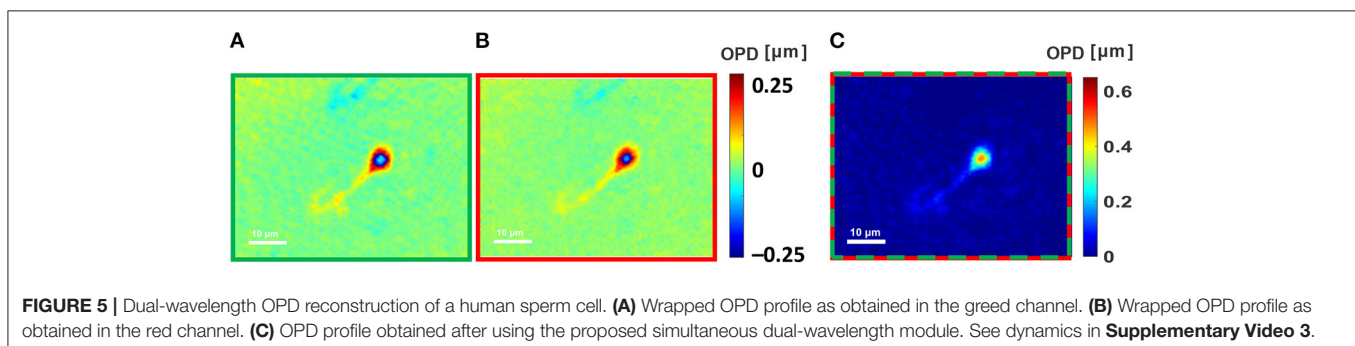 A
B
C
OPD [µm]
OPD [µm]
0.25
0
−0.25
0.6
0.4
0.2
0
10 µm
10 µm
10 µm
FIGURE 5 | Dual-wavelength OPD reconstruction of a human sperm cell. (A) Wrapped OPD profile as obtained in the greed channel. (B) Wrapped OPD profile as
obtained in the red channel. (C) OPD profile obtained after using the proposed simultaneous dual-wavelength module. See dynamics in Supplementary Video 3.